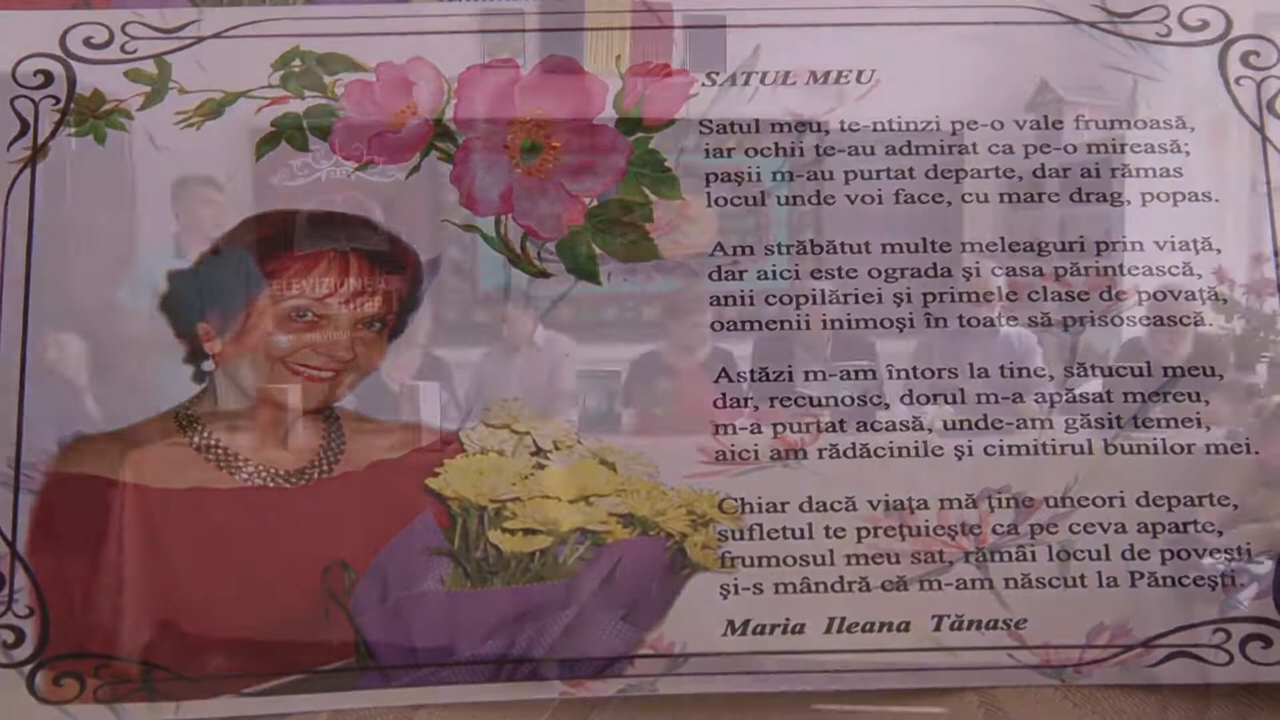 SATUL MEU
Satul meu, te-ntinzi pe-o vale frumoasă,
iar ochii te-au admirat ca pe-o mireasă;
paşii m-au purtat departe, dar ai rămas
locul unde voi face, cu mare drag, popas.
Am străbătut multe meleaguri prin viaţă,
dar aici este ograda şi casa părintească,
anii copilăriei şi primele clase de povaţă,
oamenii inimoşi în toate să prisosească.
Astăzi m-am întors la tine, sătucul meu,
dar, recunosc, dorul m-a apăsat mereu,
m-a purtat acasă, unde-am găsit temei,
aici am rădăcinile şi cimitirul bunilor mei.
Chiar dacă viaţa mă ţine uneori departe,
sufletul te preţuieşte ca pe ceva aparte,
frumosul meu sat, rămâi locul de poveşti
şi-s mândră că m-am născut la Pănceşti.
Maria Ileana Tănase